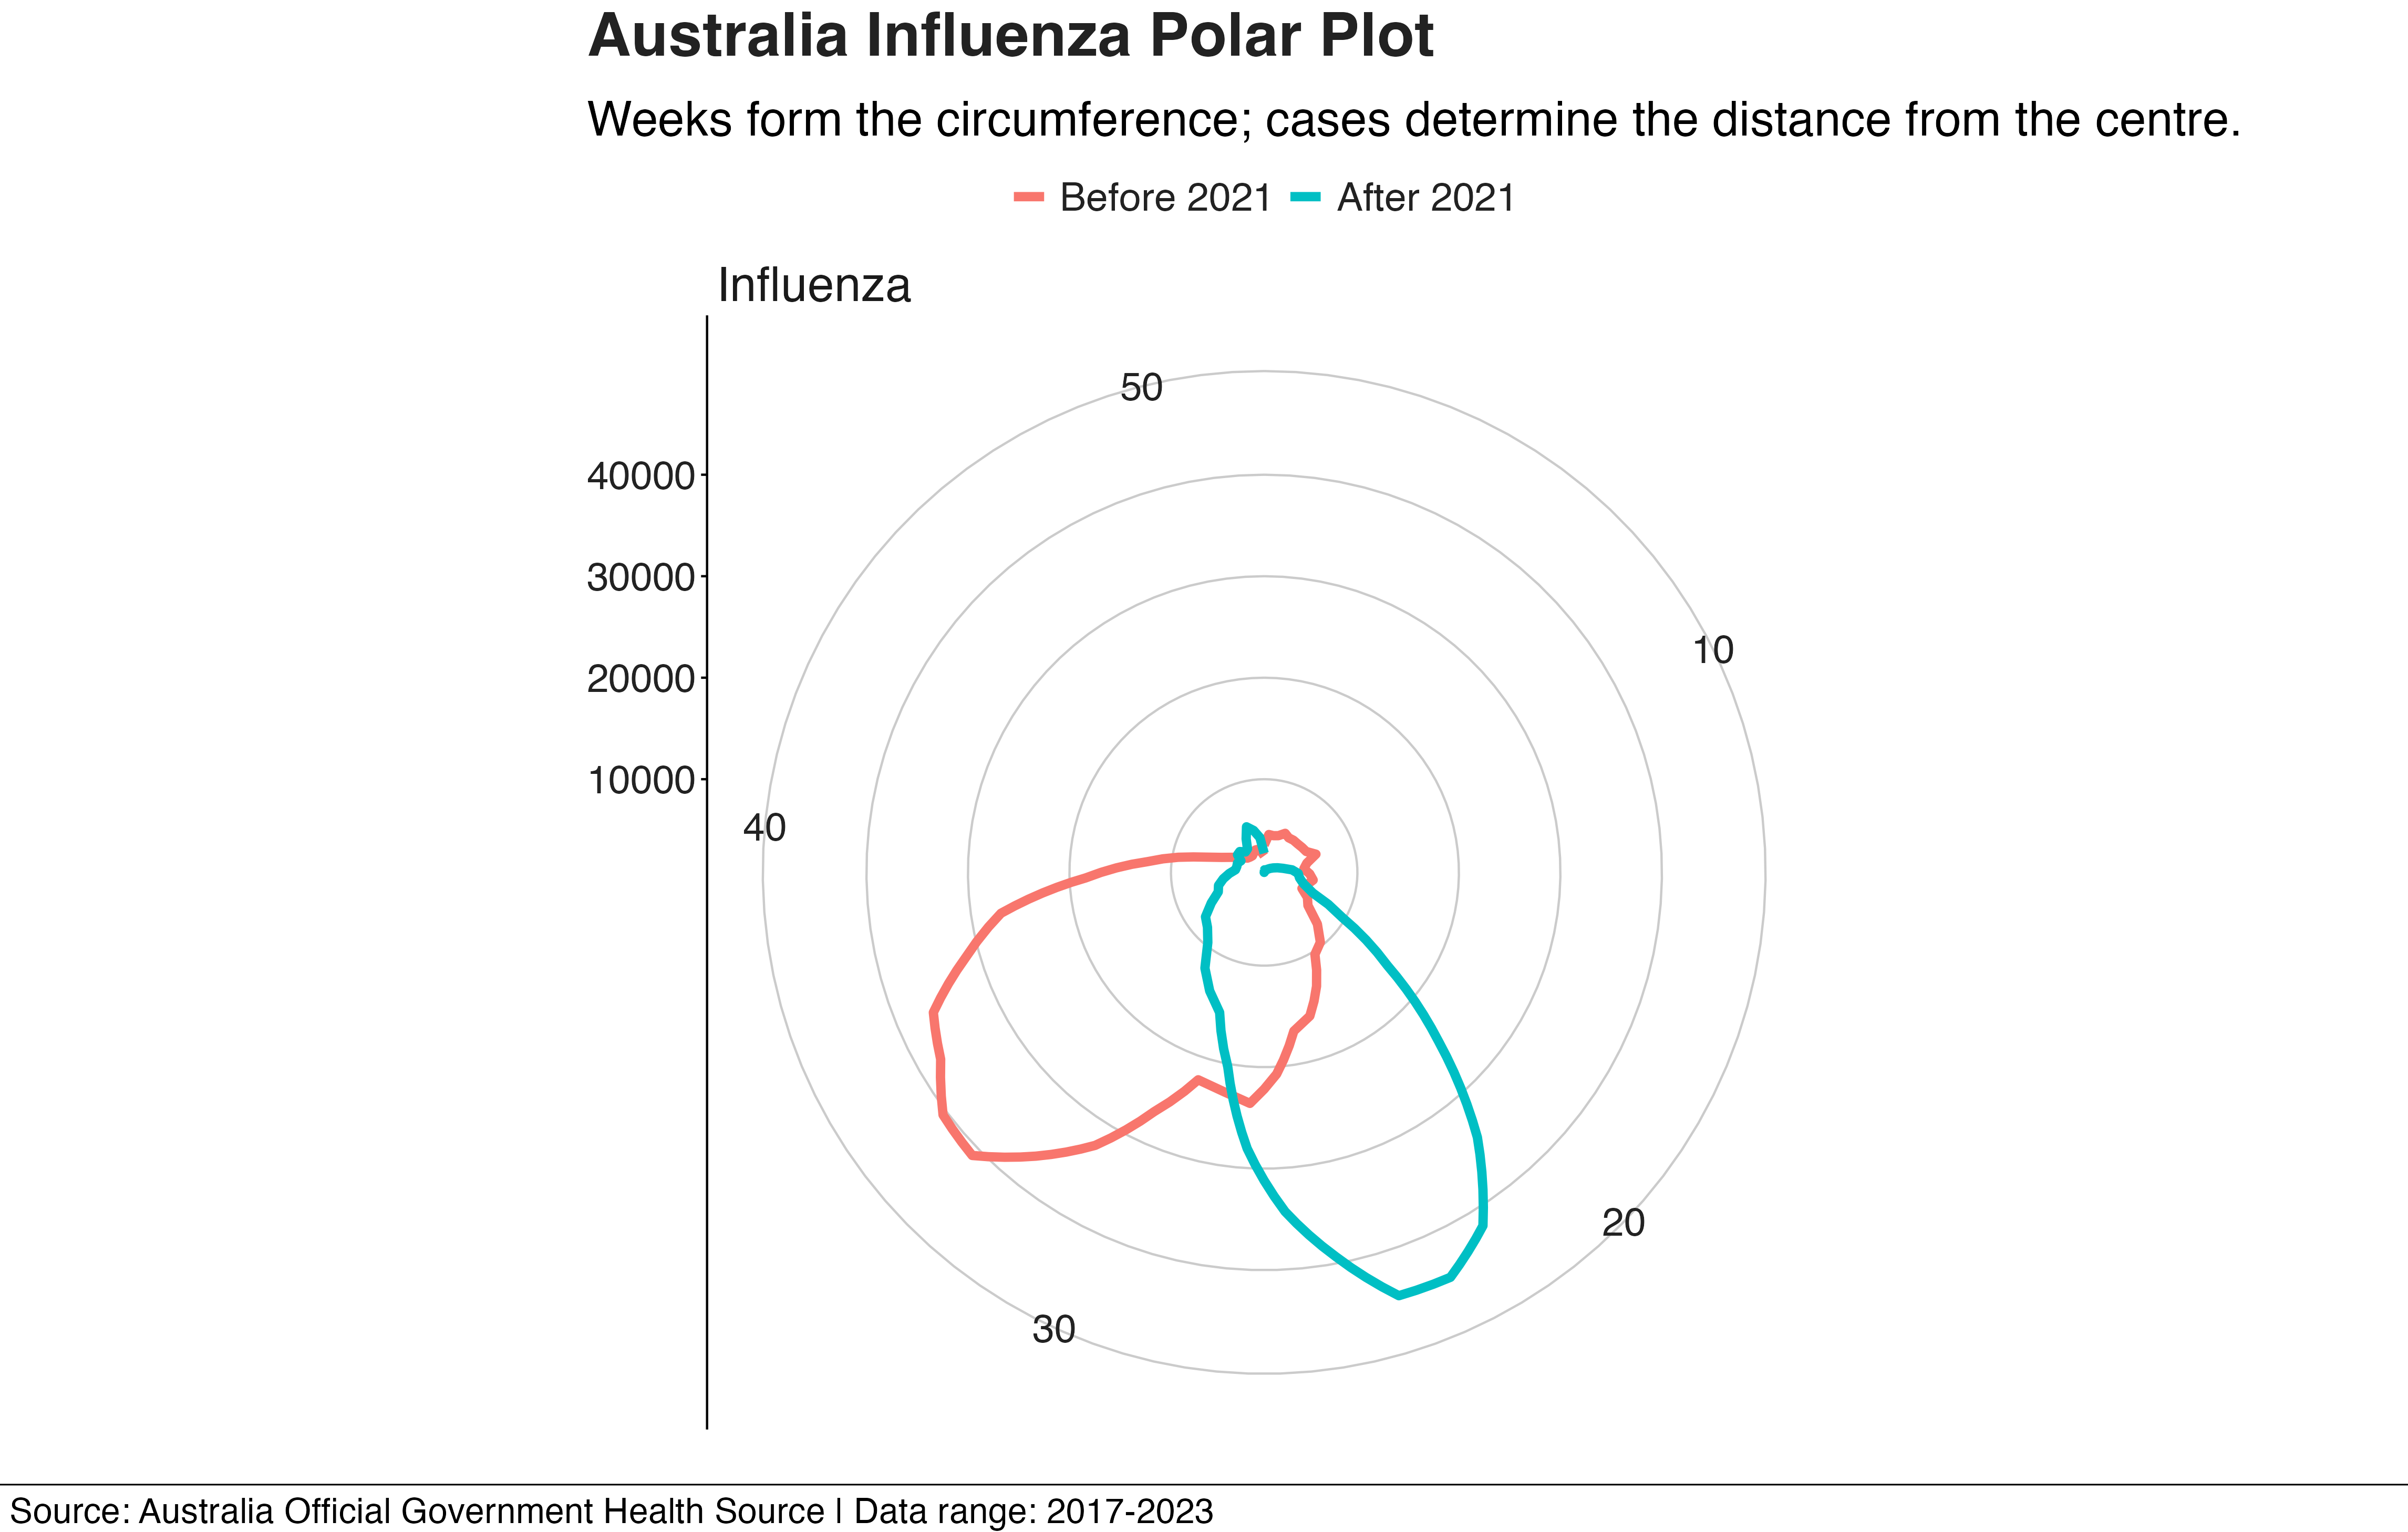 Australia Influenza Polar Plot
Weeks form the circumference; cases determine the distance from the centre.
Before 2021 After 2021
Influenza
50
40000
30000
10
20000
10000
40
20
30
Source: Australia Official Government Health Source | Data range: 2017-2023